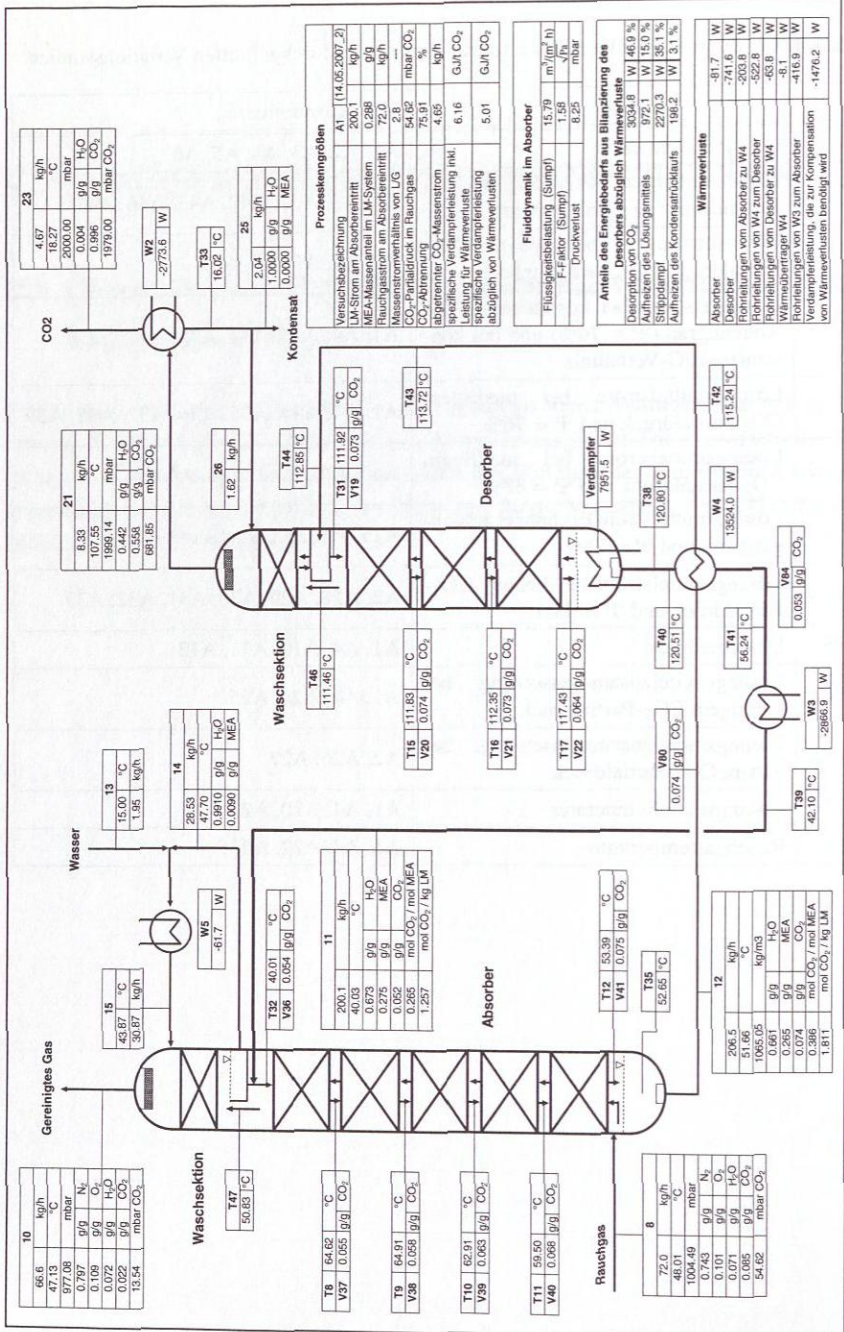 Gereinigtes Gas
10
66.6 kg/h
47.13 °C
977.08 mbar
0.797 g/g N₂
0.109 g/g O₂
0.072 g/g H₂O
0.022 g/g CO₂
13.54 mbar CO₂
Waschsektion
T47
50.83 °C
T8 64.62 °C
V37 0.055 g/g CO₂
T9 64.91 °C
V38 0.058 g/g CO₂
T10 62.91 °C
V39 0.063 g/g CO₂
T11 59.50 °C
V40 0.068 g/g CO₂
Rauchgas
8
72.0 kg/h
48.01 °C
1004.49 mbar
0.743 g/g N₂
0.101 g/g O₂
0.071 g/g H₂O
0.085 g/g CO₂
54.62 mbar CO₂
15
43.87 °C
30.87 kg/h
W5
-61.7 W
Wasser
13
15.00 °C
1.95 kg/h
14
28.53 kg/h
47.70 °C
0.9910 g/g H₂O
0.0090 g/g MEA
T32 40.01 °C
V36 0.054 g/g CO₂
11
200.1 kg/h
40.03 °C
0.673 g/g H₂O
0.275 g/g MEA
0.052 g/g CO₂
0.265 mol CO₂ / mol MEA
1.257 mol CO₂ / kg LM
Absorber
T12 53.39 °C
V41 0.075 g/g CO₂
T35
52.65 °C
12
206.5 kg/h
51.66 °C
1065.05 kg/m3
0.661 g/g H₂O
0.265 g/g MEA
0.074 g/g CO₂
0.386 mol CO₂ / mol MEA
1.811 mol CO₂ / kg LM
Waschsektion
T46
111.46 °C
T15 111.83 °C
V20 0.074 g/g CO₂
T16 112.35 °C
V21 0.073 g/g CO₂
T17 117.43 °C
V22 0.064 g/g CO₂
V80
0.074 g/g CO₂
T39
42.10 °C
W3
-2866.9 W
T40
120.51 °C
T41
56.24 °C
21
8.33 kg/h
107.55 °C
1999.14 mbar
0.442 g/g H₂O
0.558 g/g CO₂
681.85 mbar CO₂
26
1.62 kg/h
T44
112.65 °C
T31 111.92 °C
V19 0.073 g/g CO₂
T43
113.72 °C
Desorber
Verdampfer
7951.5 W
T38
120.80 °C
W4
13524.0 W
T42
115.24 °C
V84
0.053 g/g CO₂
CO2
23
4.67 kg/h
18.27 °C
2000.00 mbar
0.004 g/g H₂O
0.996 g/g CO₂
1979.00 mbar CO₂
W2
-2773.6 W
T33
16.02 °C
25
2.04 kg/h
1.0000 g/g H₂O
0.0000 g/g MEA
Kondensat
Prozesskenngrößen
Versuchsbezeichnung A1 (14.05.2007_2)
LM-Strom am Absorbereintritt 200.1 kg/h
MEA-Massenanteil im LM-System 0.288 g/g
Rauchgasstrom am Absorbereintritt 72.0 kg/h
Massenstromverhältnis von L/G 2.8 ---
CO₂-Partialdruck im Rauchgas 54.62 mbar CO₂
CO₂-Abtrennung 75.91 %
abgetrennter CO₂-Massenstrom 4.65 kg/h
spezifische Verdampferleistung inkl.
Leistung für Wärmeverluste 6.16 GJ/t CO₂
spezifische Verdampferleistung
abzüglich von Wärmeverlusten 5.01 GJ/t CO₂
Fluiddynamik im Absorber
Flüssigkeitsbelastung (Sumpf) 15.79 m³/(m² h)
F-Faktor (Sumpf) 1.58 √Pa
Druckverlust 8.25 mbar
Anteile des Energiebedarfs aus Bilanzierung des
Desorbers abzüglich Wärmeverluste
Desorption von CO₂ 3034.8 W 46.8 %
Aufheizen des Lösungsmittels 972.1 W 15.0 %
Strippdampf 2270.3 W 35.1 %
Aufheizen des Kondensatrücklaufs 198.2 W 3.1 %
Wärmeverluste
Absorber -81.7 W
Desorber -741.6 W
Rohrleitungen vom Absorber zu W4 -203.8 W
Rohrleitungen von W4 zum Desorber -522.8 W
Rohrleitungen vom Desorber zu W4 -63.8 W
Wärmeübertrager W4 -8.1 W
Rohrleitungen von W3 zum Absorber -416.9 W
Verdampferleistung, die zur Kompensation
von Wärmeverlusten benötigt wird -1476.2 W